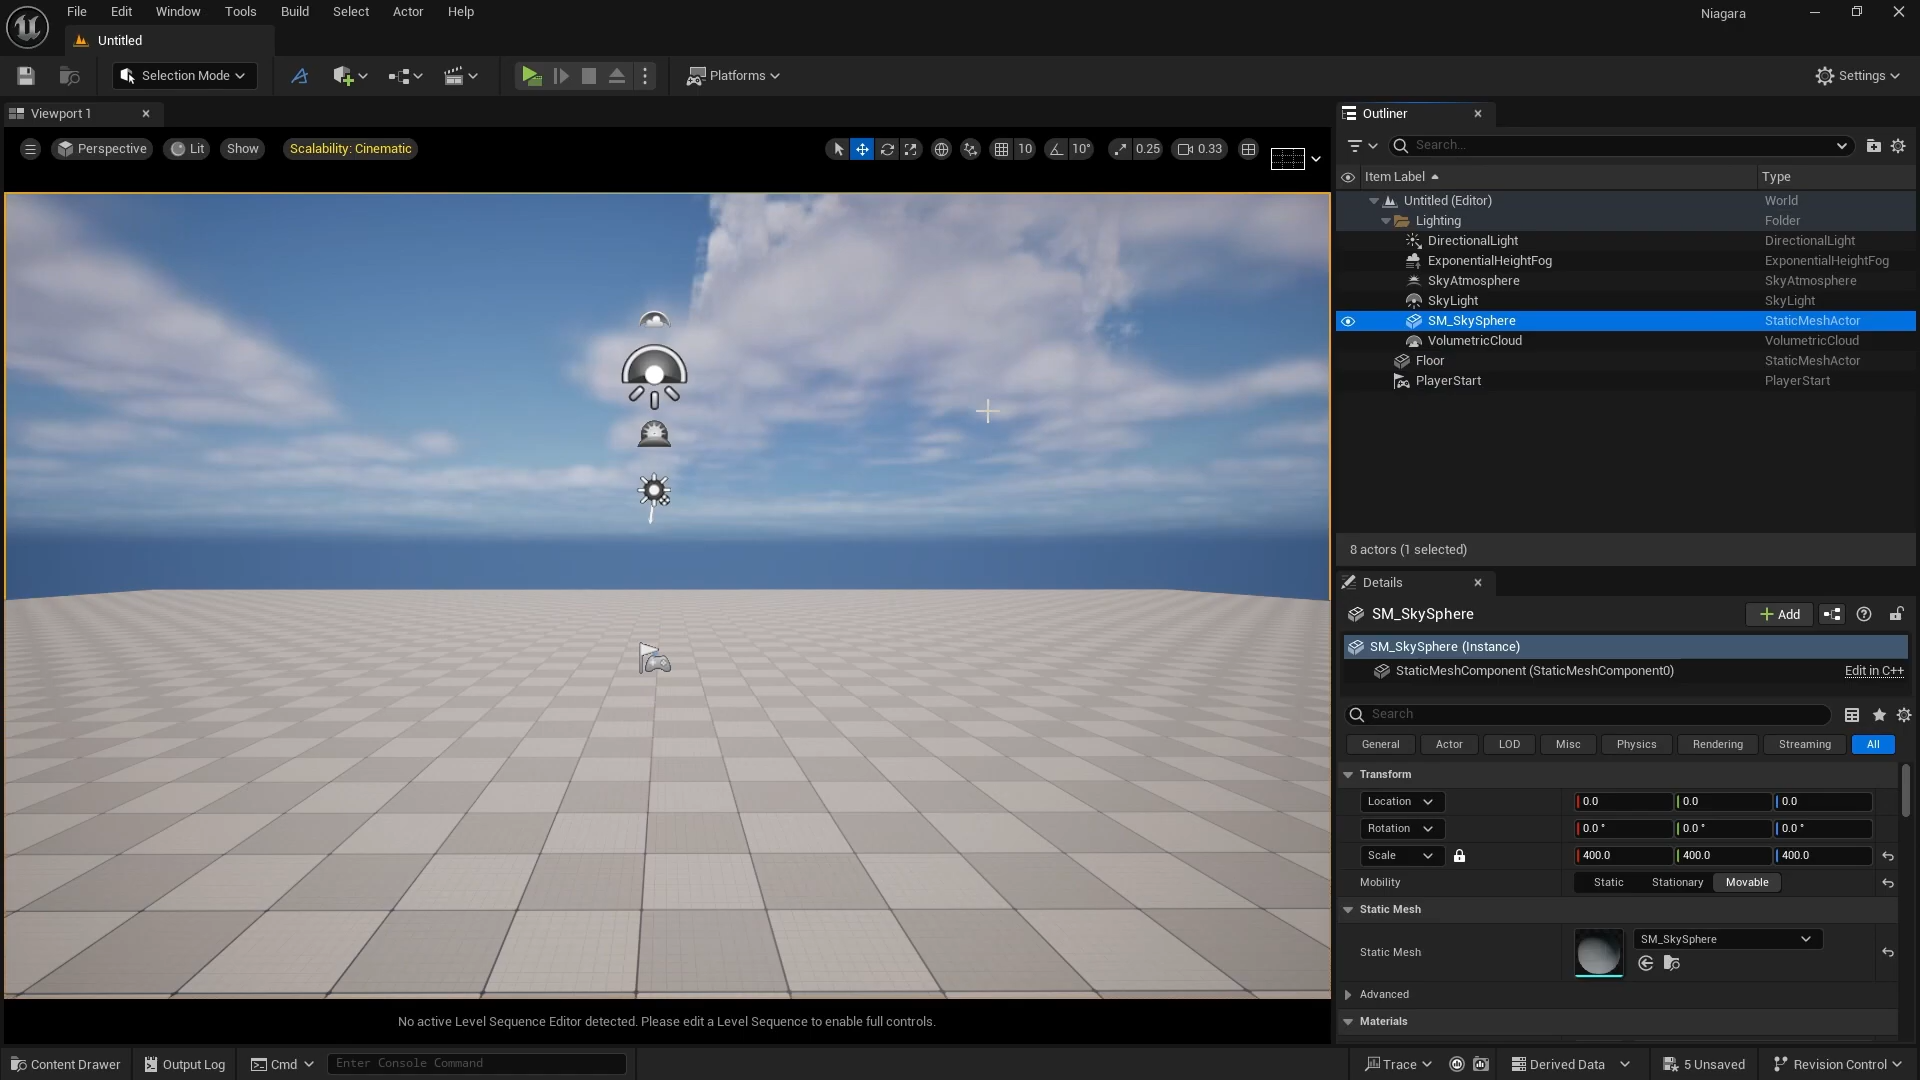 File Edit Window Tools Build Select Actor Help
Niagara
Untitled
Selection Mode
Platforms
Settings
Viewport 1
Outliner
Perspective Lit Show Scalability: Cinematic
10 10° 0.25 0.33
Search...
Item Label Type
Untitled (Editor) World
Lighting Folder
DirectionalLight DirectionalLight
ExponentialHeightFog ExponentialHeightFog
SkyAtmosphere SkyAtmosphere
SkyLight SkyLight
SM_SkySphere StaticMeshActor
VolumetricCloud VolumetricCloud
Floor StaticMeshActor
PlayerStart PlayerStart
8 actors (1 selected)
Details
SM_SkySphere
Add
SM_SkySphere (Instance)
StaticMeshComponent (StaticMeshComponent0) Edit in C++
Search
General Actor LOD Misc Physics Rendering Streaming All
Transform
Location 0.0 0.0 0.0
Rotation 0.0 ° 0.0 ° 0.0 °
Scale 400.0 400.0 400.0
Mobility Static Stationary Movable
Static Mesh
Static Mesh SM_SkySphere
Advanced
Materials
No active Level Sequence Editor detected. Please edit a Level Sequence to enable full controls.
Content Drawer Output Log Cmd Enter Console Command Trace Derived Data 5 Unsaved Revision Control